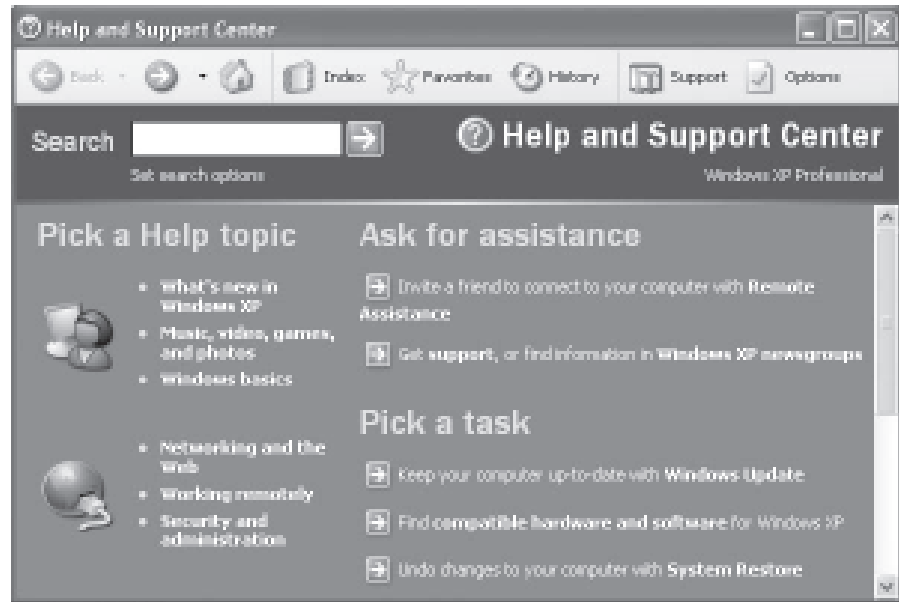 Help and Support Center
Back
Index
Favorites
History
Support
Options
Search
Set search options
Help and Support Center
Windows XP Professional
Pick a Help topic
What's new in
Windows XP
Music, video, games,
and photos
Windows basics
Networking and the
Web
Working remotely
Security and
administration
Ask for assistance
Invite a friend to connect to your computer with Remote
Assistance
Get support, or find information in Windows XP newsgroups
Pick a task
Keep your computer up-to-date with Windows Update
Find compatible hardware and software for Windows XP
Undo changes to your computer with System Restore